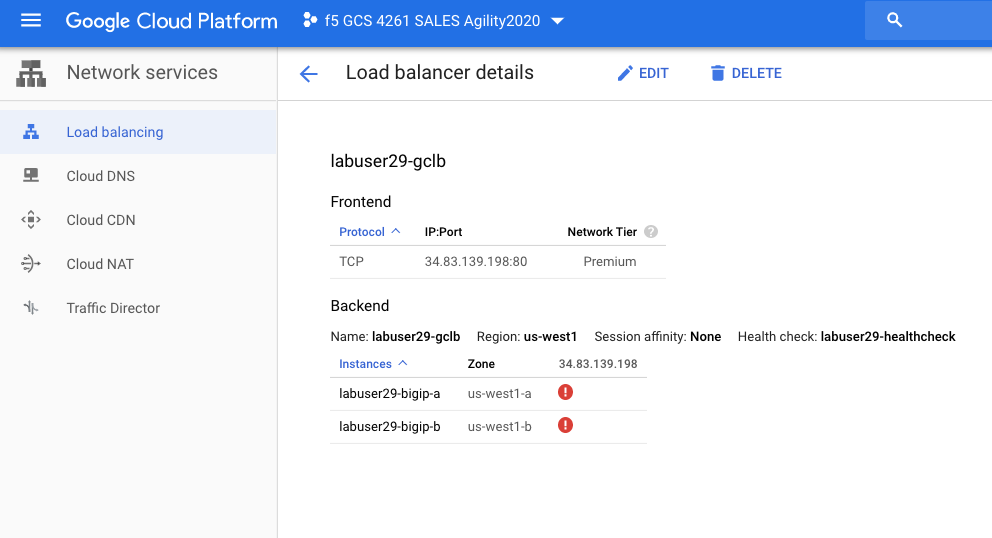 Google Cloud Platform f5 GCS 4261 SALES Agility2020
Network services
Load balancer details EDIT DELETE
Load balancing
Cloud DNS
Cloud CDN
Cloud NAT
Traffic Director
labuser29-gclb
Frontend
Protocol IP:Port Network Tier ?
TCP 34.83.139.198:80 Premium
Backend
Name: labuser29-gclb Region: us-west1 Session affinity: None Health check: labuser29-healthcheck
Instances Zone 34.83.139.198
labuser29-bigip-a us-west1-a !
labuser29-bigip-b us-west1-b !